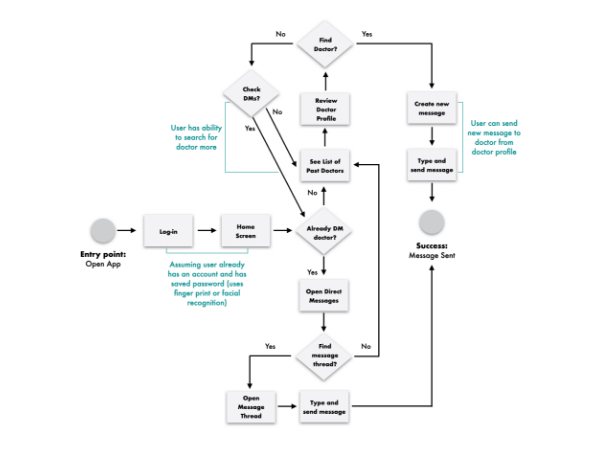 No
Find
Doctor?
Yes
Check
DMs?
No
Yes
Review
Doctor
Profile
Create new
message
User has ability
to search for
doctor more
User can send
new message to
doctor from
doctor profile
See List of
Past Doctors
Type and
send message
No
Log-in
Home
Screen
Already DM
doctor?
Entry point:
Open App
Success:
Message Sent
Assuming user already
has an account and has
saved password (uses
finger print or facial
recognition)
Yes
Open Direct
Messages
Yes
Find
message
thread?
No
Open
Message
Thread
Type and
send message